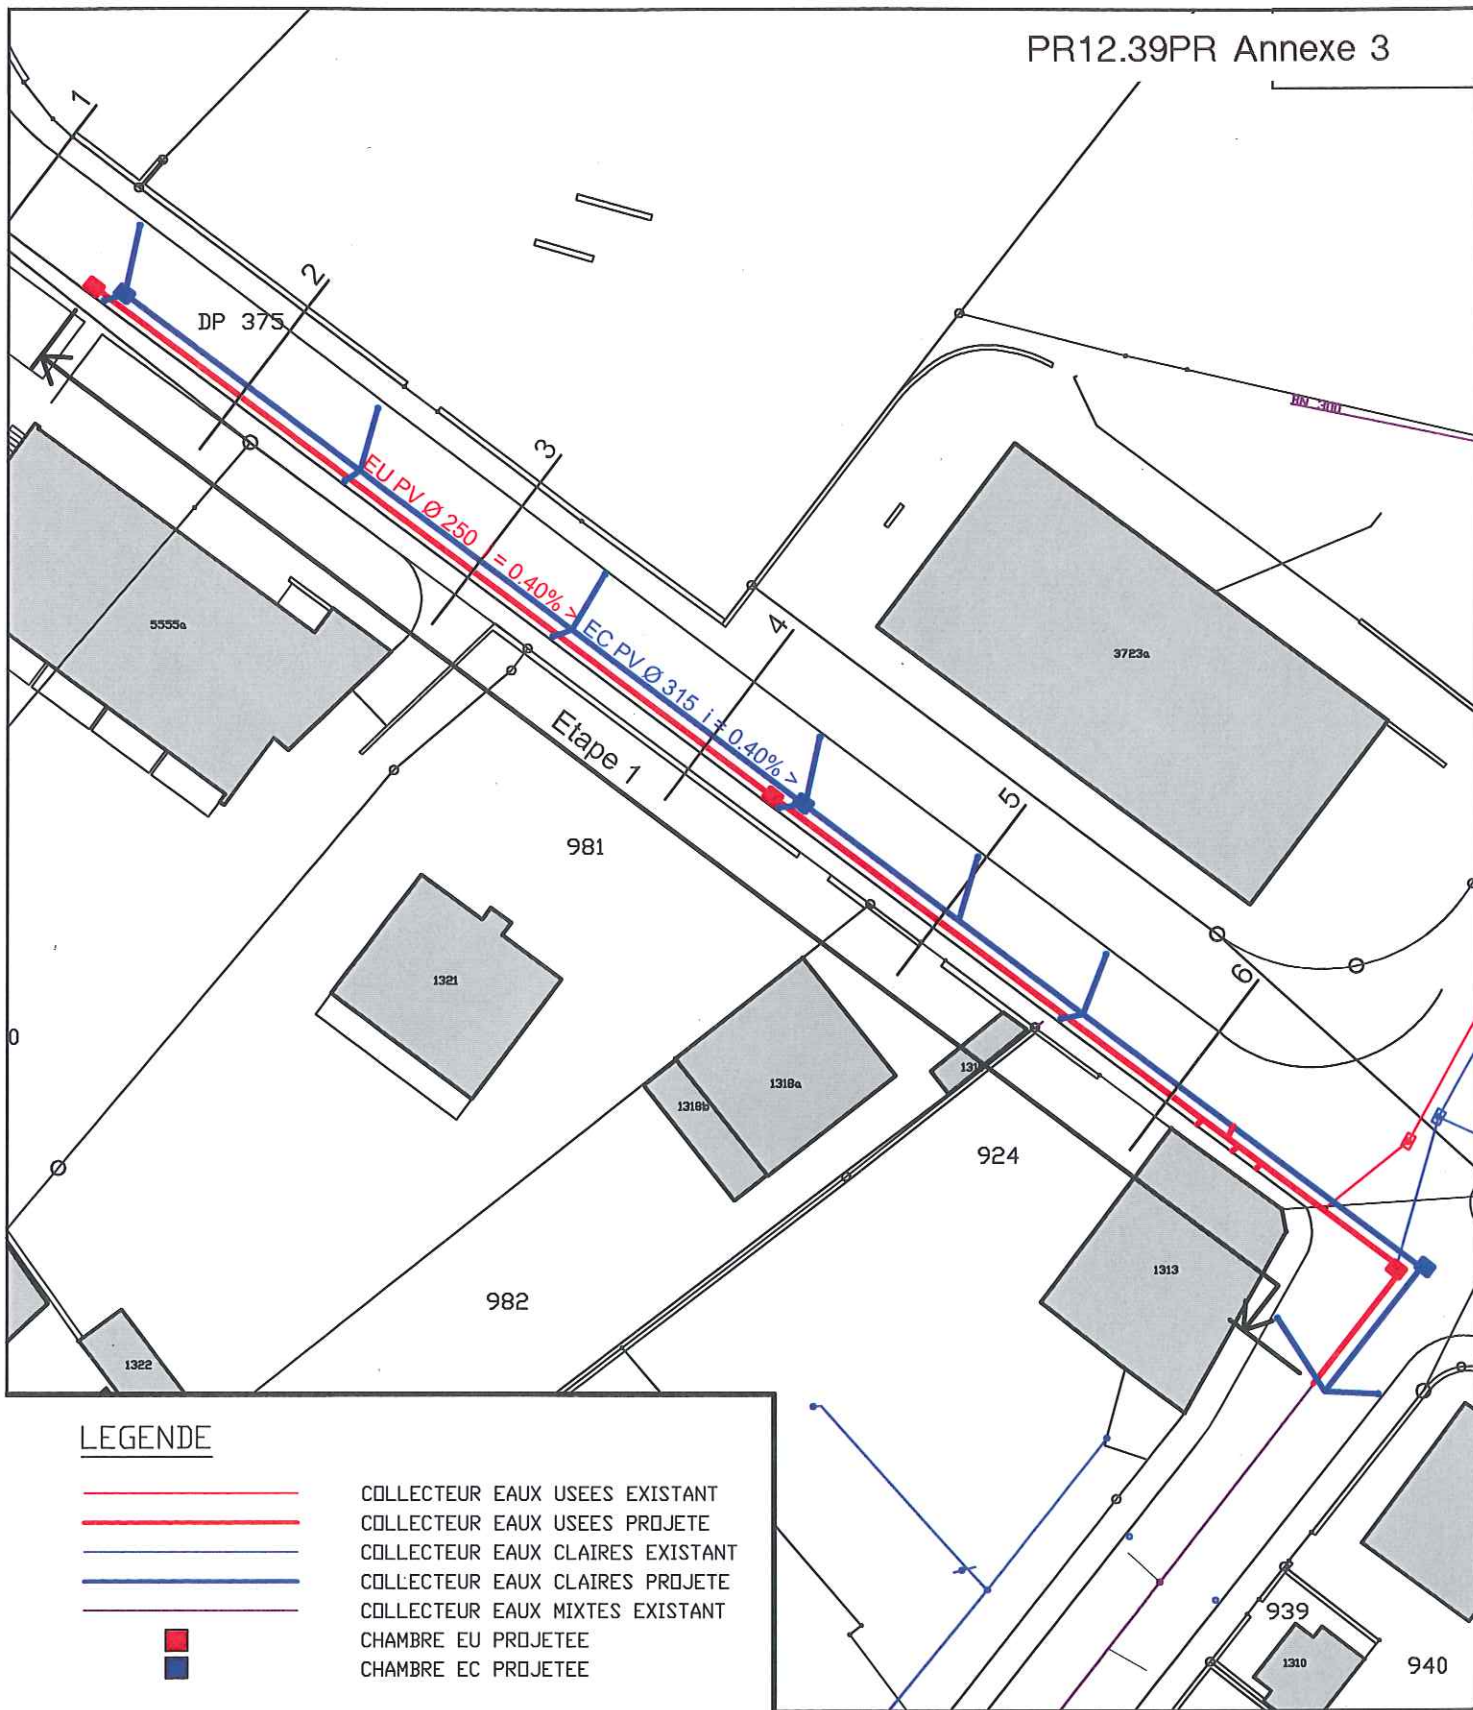 PR12.39PR Annexe 3
1
2
DP 375
BN 300
3
EU PV Ø 250 i = 0.40% >
4
EC PV Ø 315 i = 0.40% >
5555a
3723a
Etape 1
5
981
6
1321
0
1318a
1318b
924
1313
982
1322
LEGENDE
COLLECTEUR EAUX USEES EXISTANT
COLLECTEUR EAUX USEES PROJETE
COLLECTEUR EAUX CLAIRES EXISTANT
COLLECTEUR EAUX CLAIRES PROJETE
COLLECTEUR EAUX MIXTES EXISTANT
CHAMBRE EU PROJETEE
CHAMBRE EC PROJETEE
939
1310
940